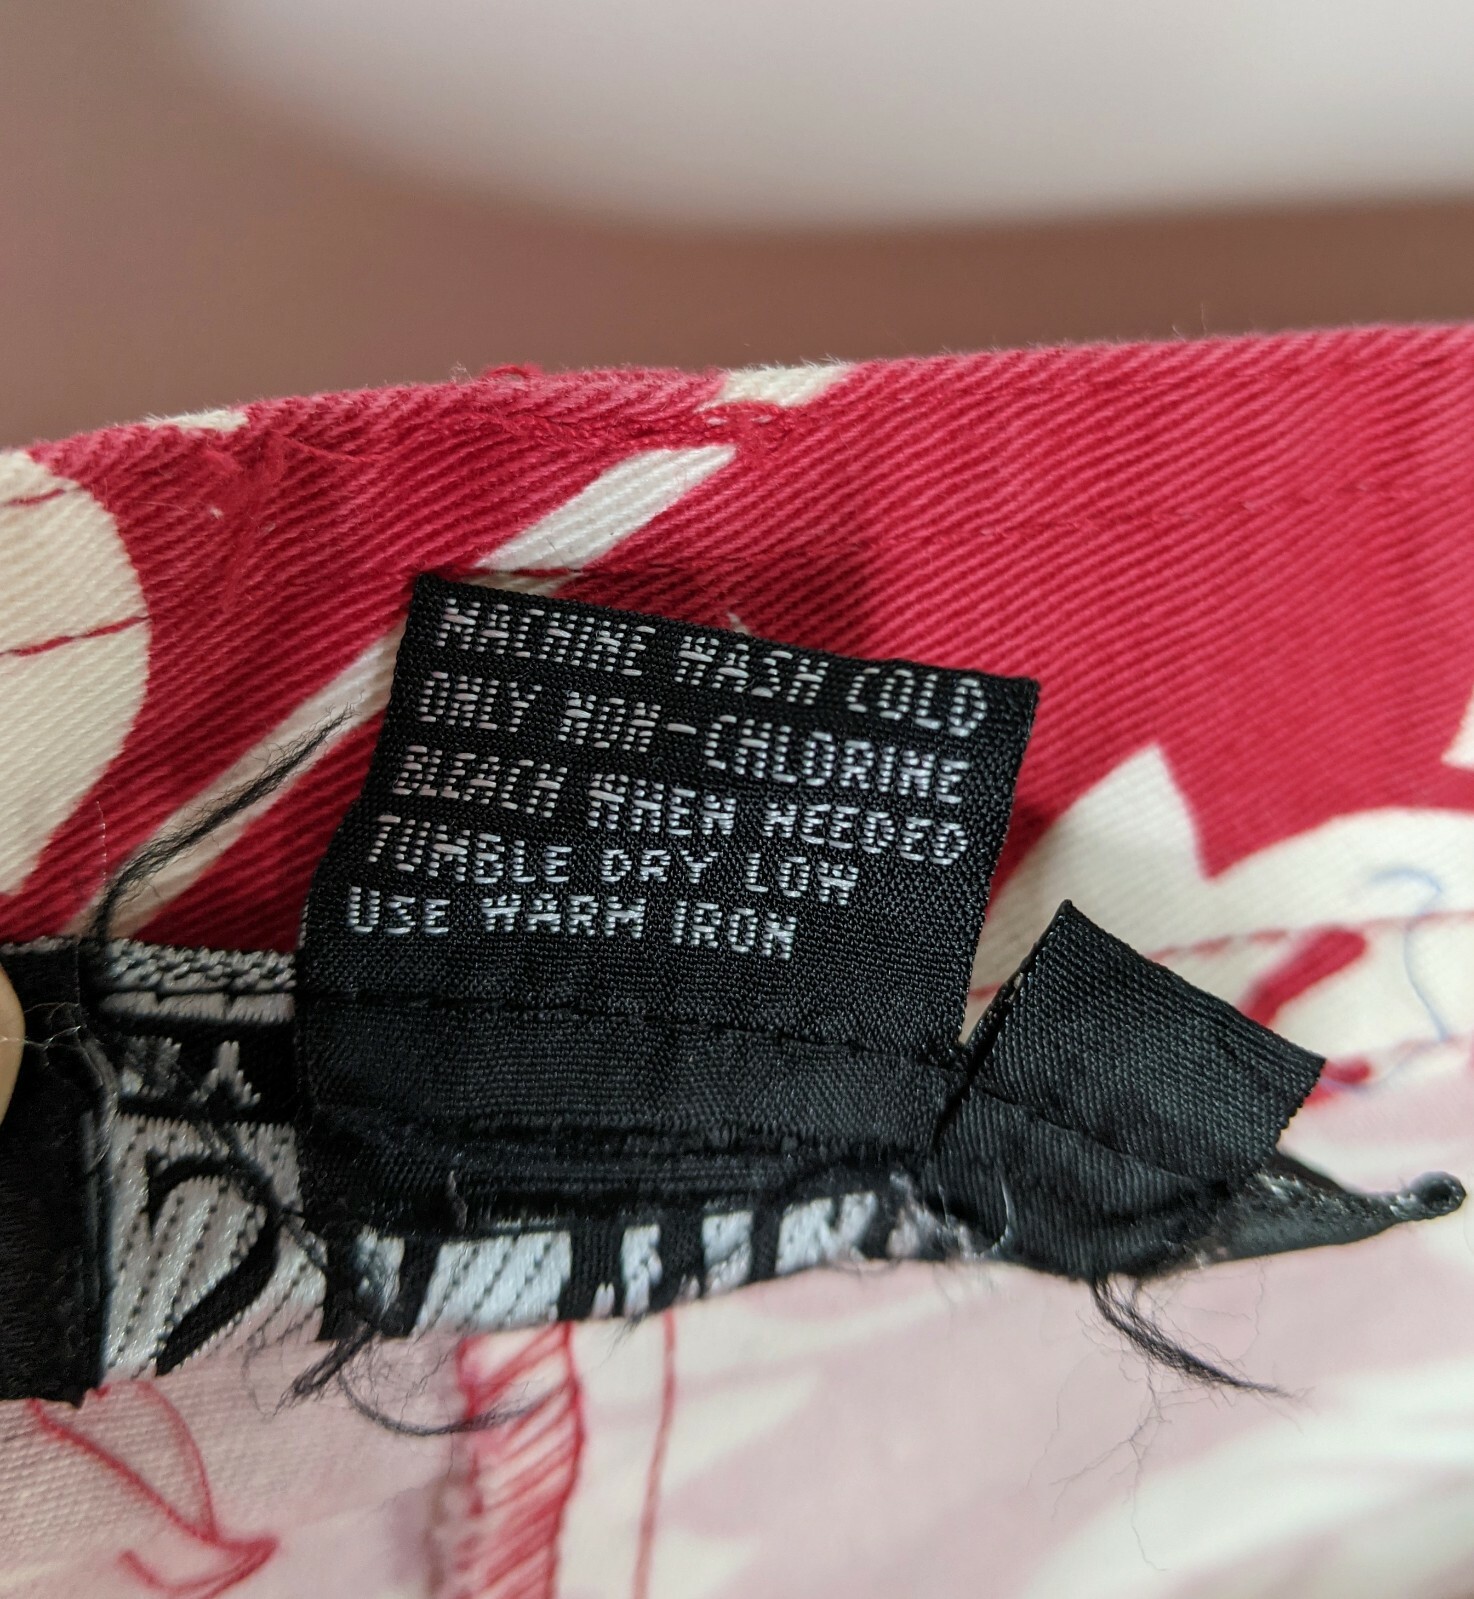 MACHINE WASH COLD
ONLY NON-CHLORINE
BLEACH WHEN NEEDED
TUMBLE DRY LOW
USE WARM IRON